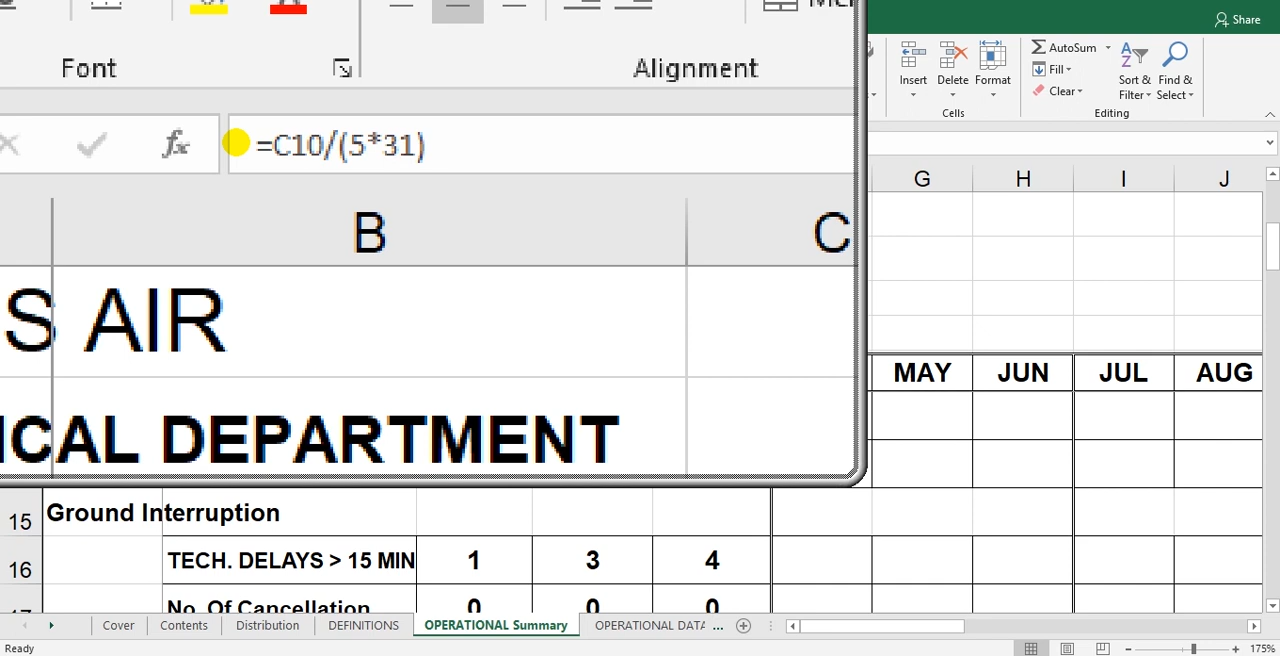 Share
Font
Alignment
Insert
Delete
Format
AutoSum
Fill
Clear
Sort &
Filter
Find &
Select
Cells
Editing
fx
=C10/(5*31)
B
C
G
H
I
J
S AIR
ICAL DEPARTMENT
MAY
JUN
JUL
AUG
15
Ground Interruption
16
TECH. DELAYS > 15 MIN
1
3
4
No. Of Cancellation
0
0
0
Cover
Contents
Distribution
DEFINITIONS
OPERATIONAL Summary
OPERATIONAL DATA ...
Ready
175%